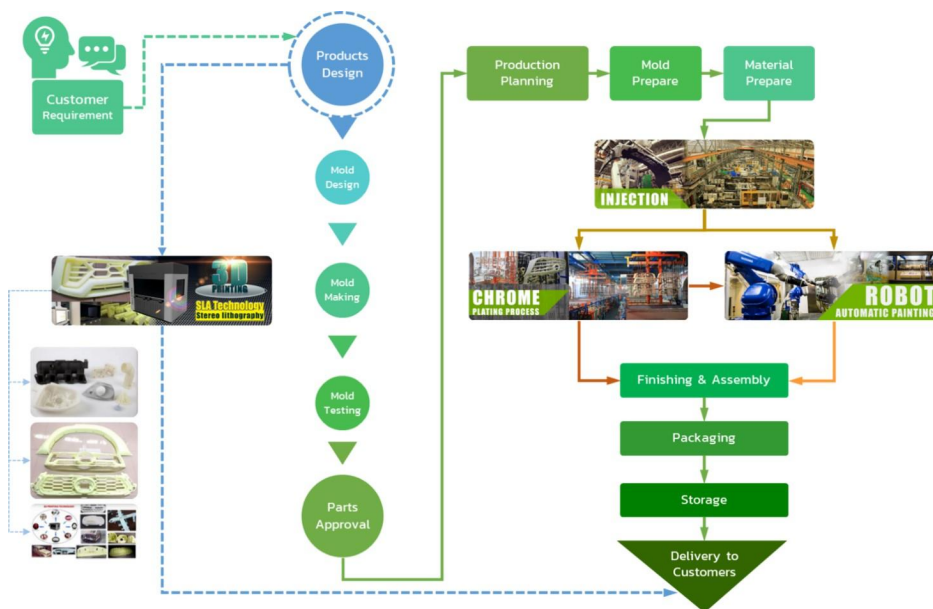 Customer
Requirement
Products
Design
Mold
Design
Mold
Making
Mold
Testing
Parts
Approval
3D
PRINTING
SLA Technology
Stereo lithography
Production
Planning
Mold
Prepare
Material
Prepare
INJECTION
CHROME
PLATING PROCESS
ROBOT
AUTOMATIC PAINTING
Finishing & Assembly
Packaging
Storage
Delivery to
Customers